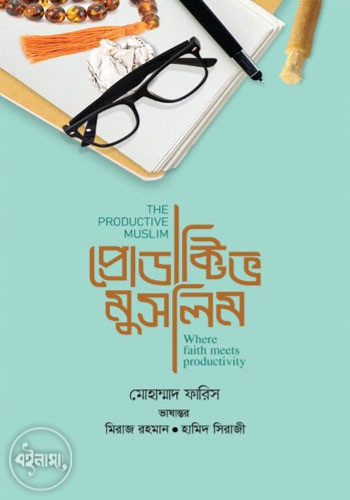 THE
PRODUCTIVE
MUSLIM
প্রোডাক্টিভ
মুসলিম
Where
faith meets
productivity
মোহাম্মাদ ফারিস
ভাষান্তর
মিরাজ রহমান ● হামিদ সিরাজী
বইনামা